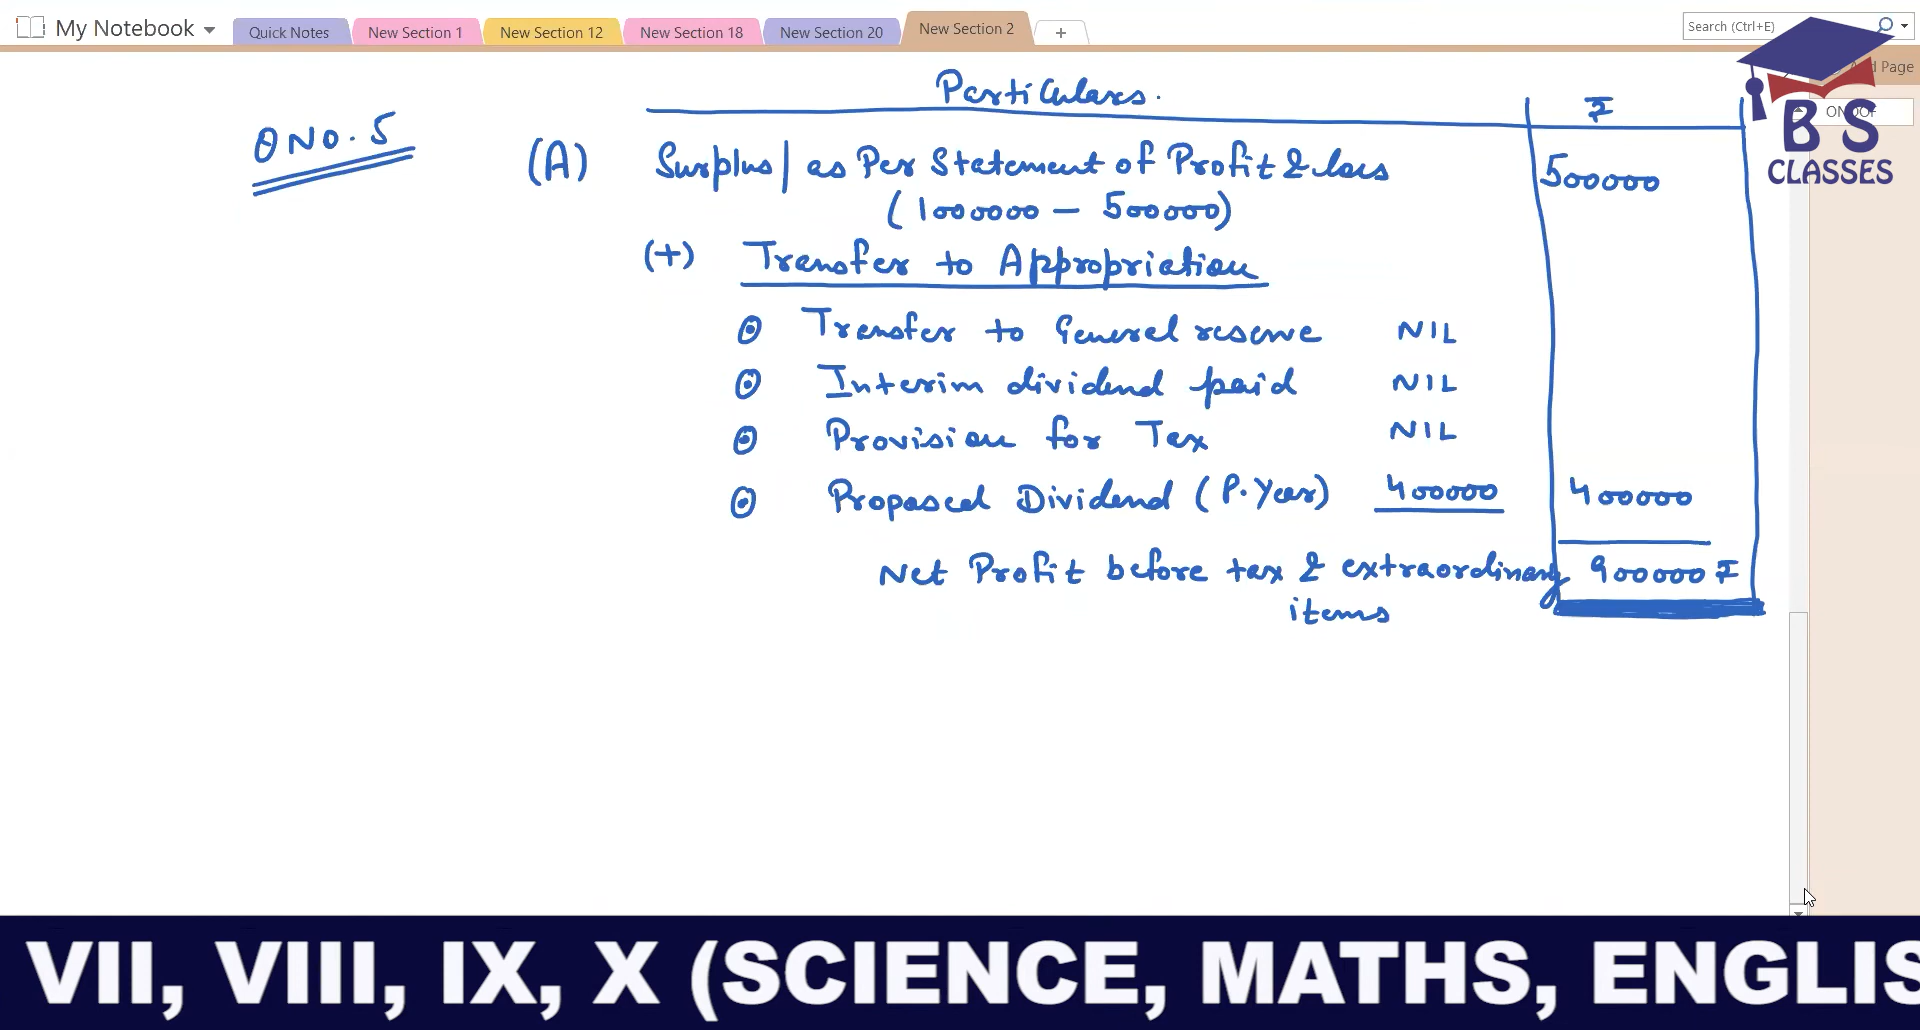 My Notebook
Quick Notes
New Section 1
New Section 12
New Section 18
New Section 20
New Section 2
+
Search (Ctrl+E)
d Page
B S
CLASSES
Particulars.
₹
Q NO. 5
(A) Surplus/ as Per Statement of Profit & loss 500000
(1000000 - 500000)
(+) Transfer to Appropriation
Transfer to General reserve NIL
Interim dividend paid NIL
Provision for Tax NIL
Proposed Dividend (P. Year) 400000 400000
Net Profit before tax & extraordinary 900000 ₹
items
VII, VIII, IX, X (SCIENCE, MATHS, ENGLIS